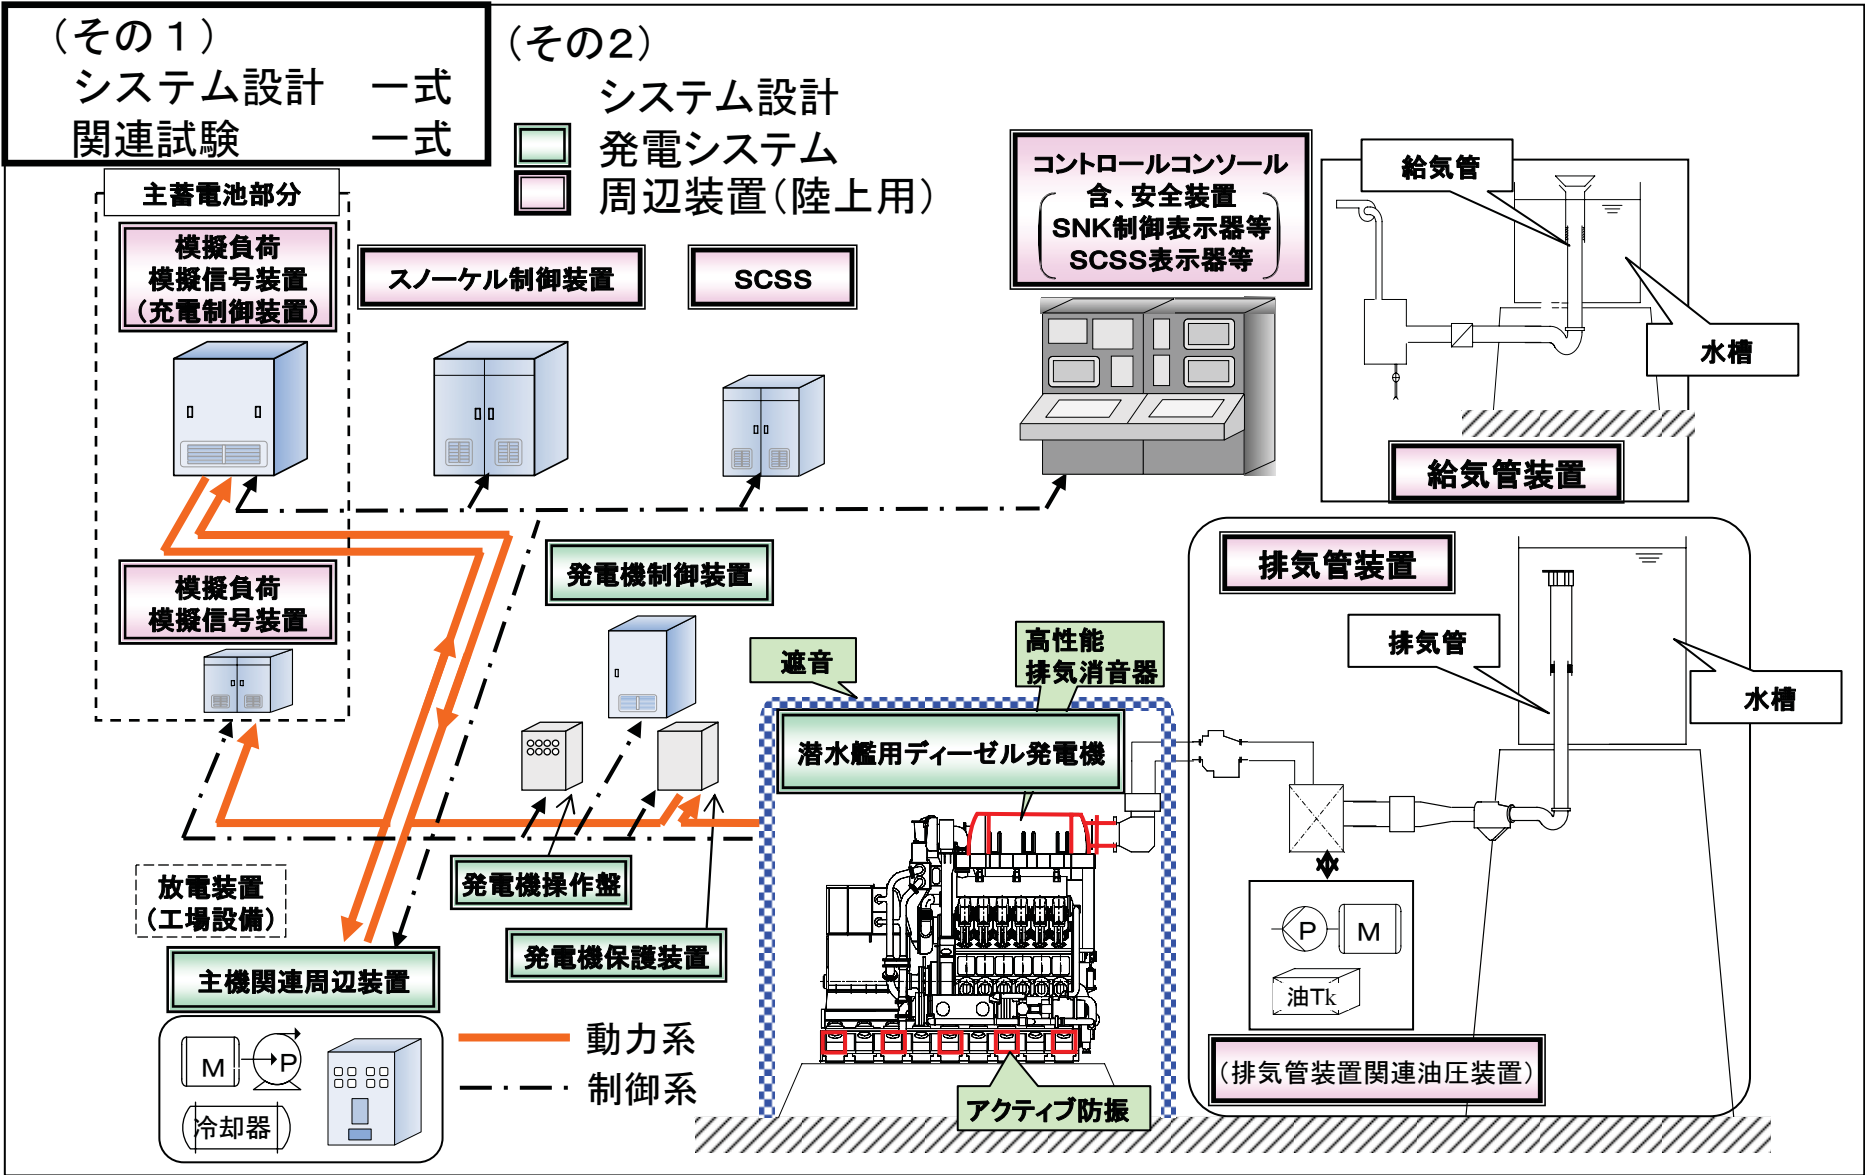 （その１）
システム設計　一式
関連試験　一式
（その２）
システム設計
発電システム
周辺装置（陸上用）
主蓄電池部分
模擬負荷
模擬信号装置
（充電制御装置）
スノーケル制御装置
SCSS
コントロールコンソール
含、安全装置
SNK制御表示器等
SCSS表示器等
給気管
水槽
給気管装置
模擬負荷
模擬信号装置
発電機制御装置
遮音
高性能
排気消音器
潜水艦用ディーゼル発電機
排気管装置
排気管
水槽
発電機操作盤
発電機保護装置
放電装置
（工場設備）
主機関連周辺装置
M
P
冷却器
動力系
制御系
アクティブ防振
P
M
油Tk
（排気管装置関連油圧装置）